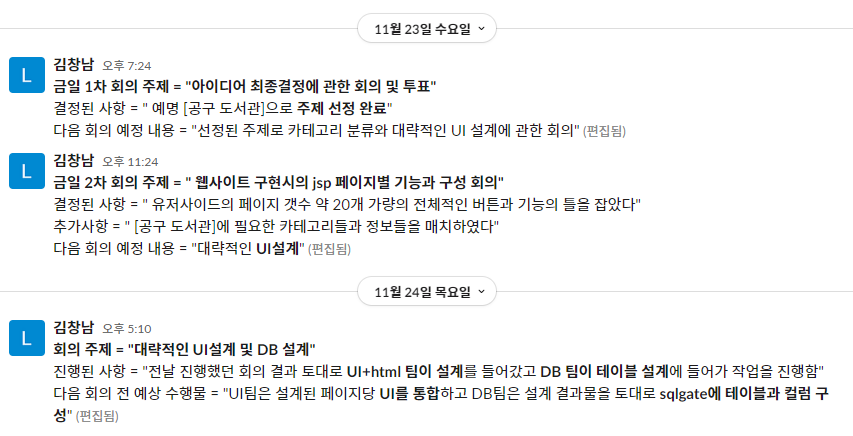 11월 23일 수요일
L
김창남 오후 7:24
금일 1차 회의 주제 = "아이디어 최종결정에 관한 회의 및 투표"
결정된 사항 = " 예명 [공구 도서관]으로 주제 선정 완료"
다음 회의 예정 내용 = "선정된 주제로 카테고리 분류와 대략적인 UI 설계에 관한 회의" (편집됨)
L
김창남 오후 11:24
금일 2차 회의 주제 = " 웹사이트 구현시의 jsp 페이지별 기능과 구성 회의"
결정된 사항 = " 유저사이드의 페이지 갯수 약 20개 가량의 전체적인 버튼과 기능의 틀을 잡았다"
추가사항 = " [공구 도서관]에 필요한 카테고리들과 정보들을 매치하였다"
다음 회의 예정 내용 = "대략적인 UI설계" (편집됨)
11월 24일 목요일
L
김창남 오후 5:10
회의 주제 = "대략적인 UI설계 및 DB 설계"
진행된 사항 = "전날 진행했던 회의 결과 토대로 UI+html 팀이 설계를 들어갔고 DB 팀이 테이블 설계에 들어가 작업을 진행함"
다음 회의 전 예상 수행물 = "UI팀은 설계된 페이지당 UI를 통합하고 DB팀은 설계 결과물을 토대로 sqlgate에 테이블과 컬럼 구
성" (편집됨)